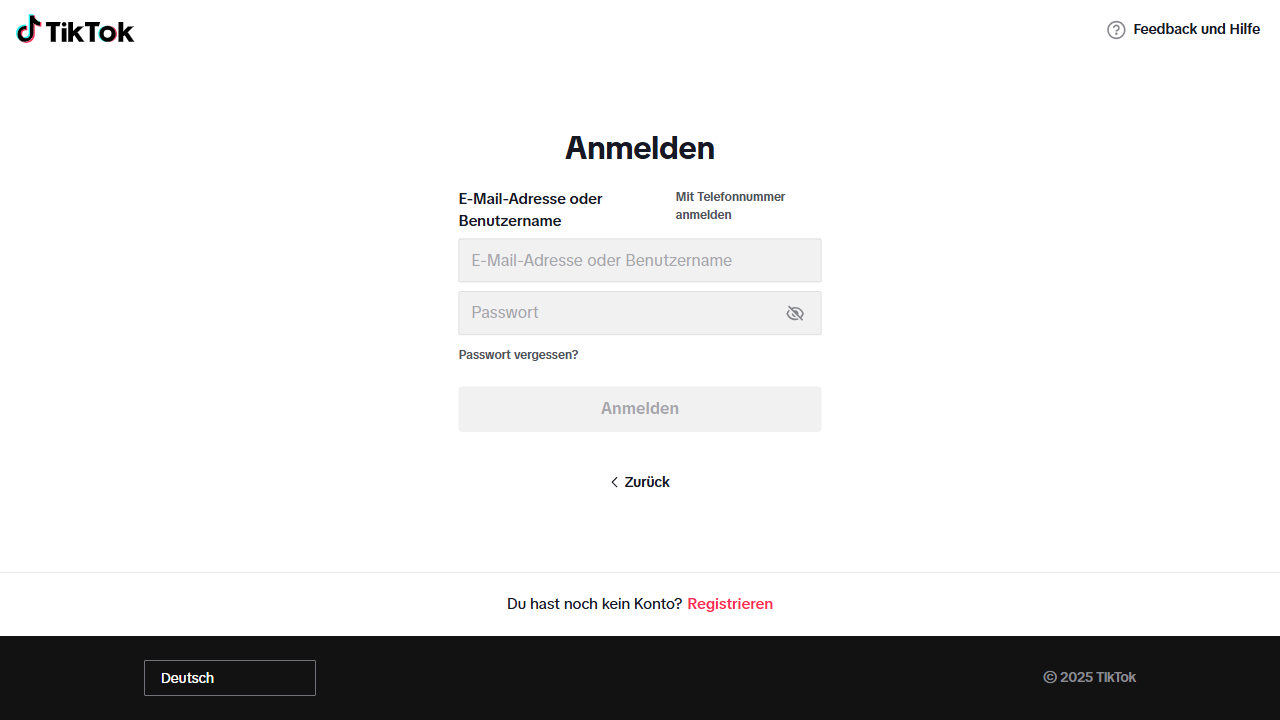 TikTok
Feedback und Hilfe
Anmelden
E-Mail-Adresse oder
Benutzername
Mit Telefonnummer
anmelden
E-Mail-Adresse oder Benutzername
Passwort
Passwort vergessen?
Anmelden
Zurück
Du hast noch kein Konto? Registrieren
Deutsch
© 2025 TikTok